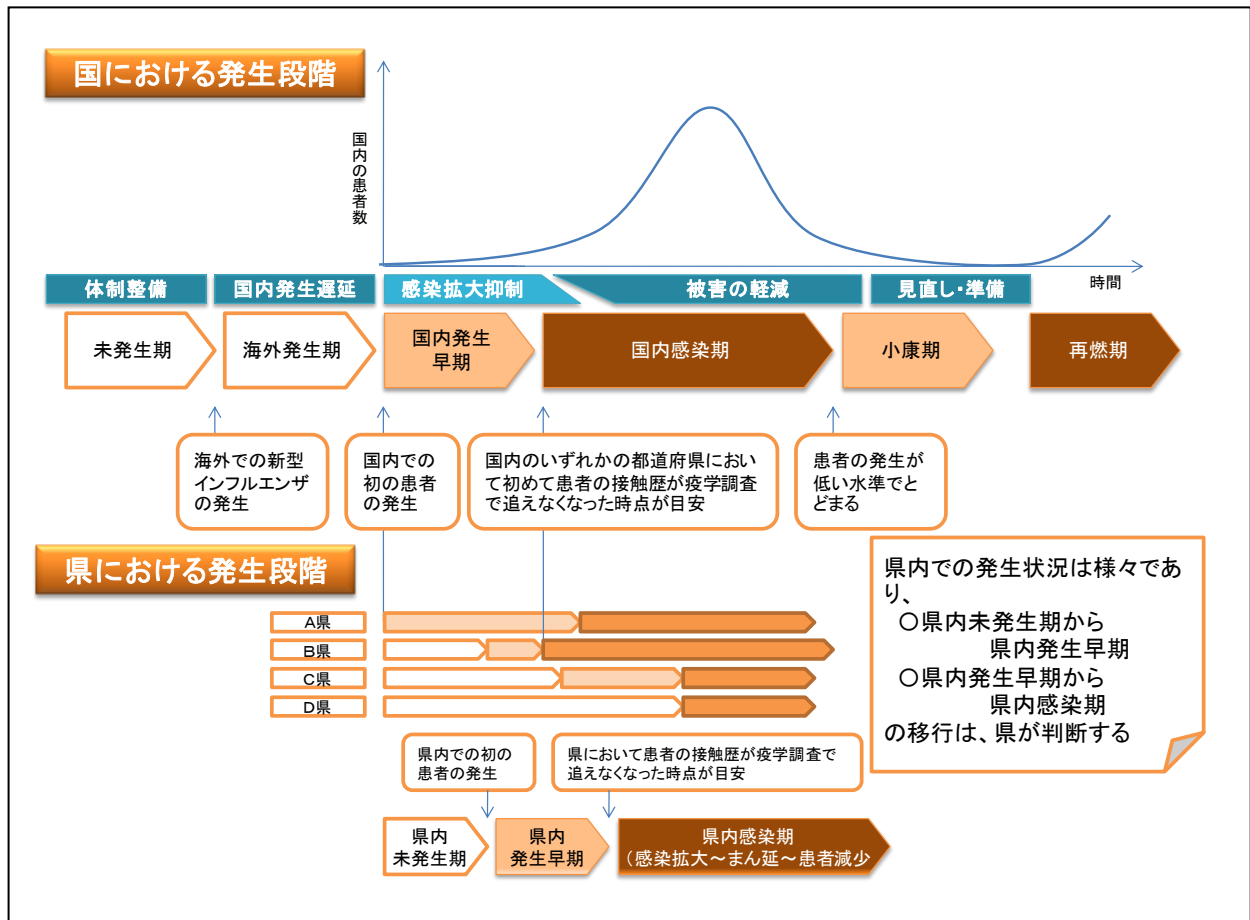 国における発生段階
国内の患者数
時間
体制整備
国内発生遅延
感染拡大抑制
被害の軽減
見直し・準備
未発生期
海外発生期
国内発生
早期
国内感染期
小康期
再燃期
海外での新型
インフルエンザ
の発生
国内での
初の患者
の発生
国内のいずれかの都道府県におい
て初めて患者の接触歴が疫学調査
で追えなくなった時点が目安
患者の発生が
低い水準でと
どまる
県における発生段階
A県
B県
C県
D県
県内での発生状況は様々であ
り、
○県内未発生期から
県内発生早期
○県内発生早期から
県内感染期
の移行は、県が判断する
県内での初の
患者の発生
県において患者の接触歴が疫学調査で
追えなくなった時点が目安
県内
未発生期
県内
発生早期
県内感染期
(感染拡大~まん延~患者減少